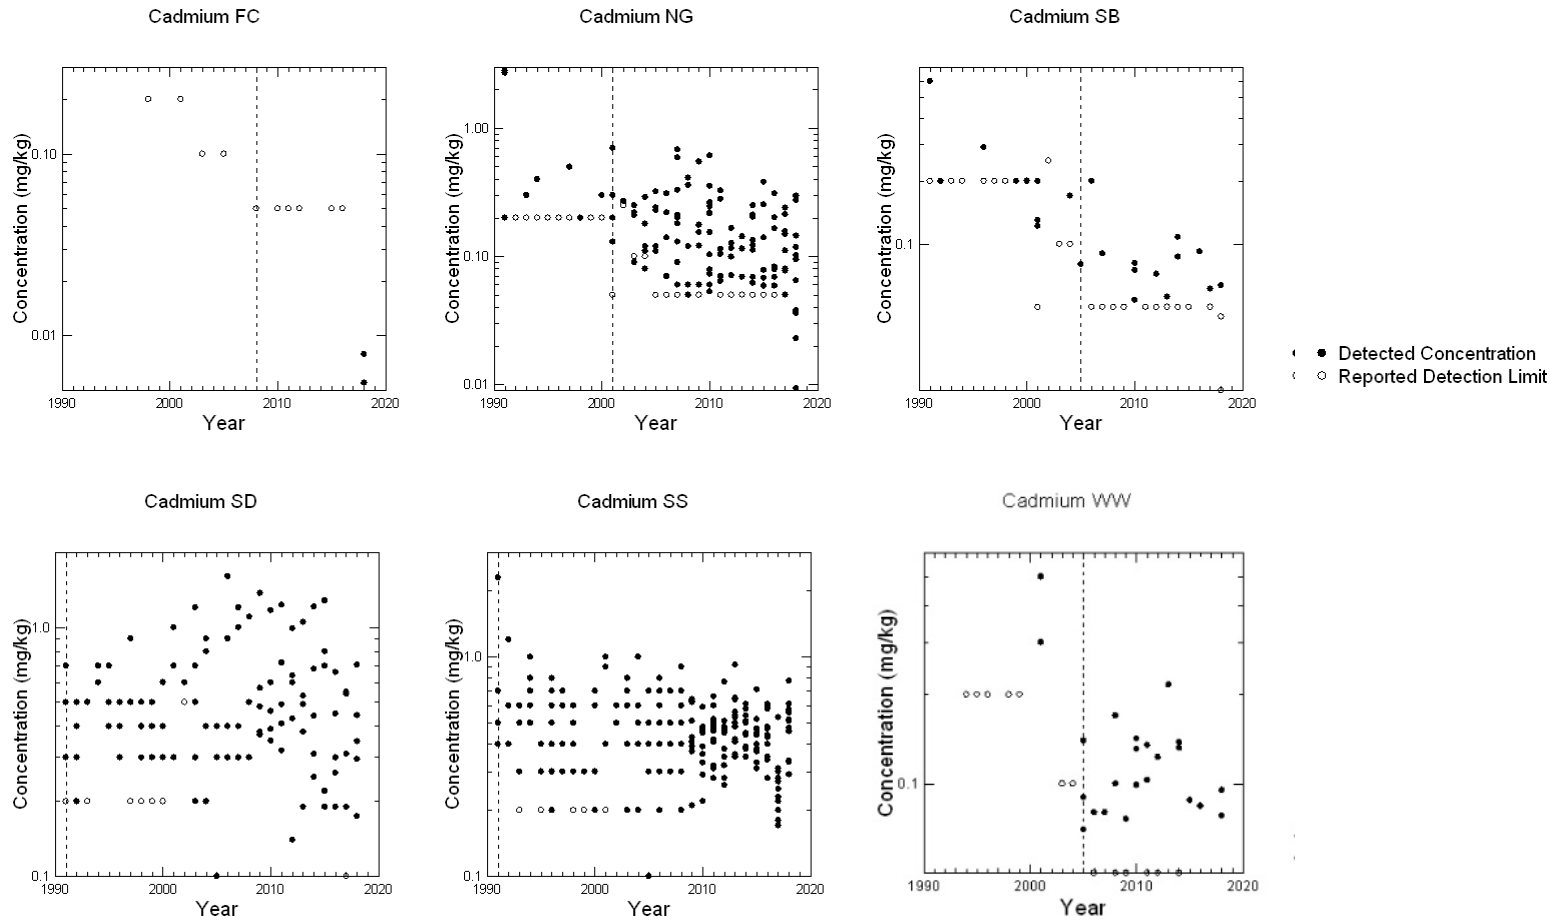 Cadmium FC
Cadmium NG
Cadmium SB
Concentration (mg/kg)
0.10
0.01
1990
2000
2010
2020
Year
Concentration (mg/kg)
1.00
0.10
0.01
1990
2000
2010
2020
Year
Concentration (mg/kg)
0.1
1990
2000
2010
2020
Year
Detected Concentration
Reported Detection Limit
Cadmium SD
Cadmium SS
Cadmium WW
Concentration (mg/kg)
1.0
0.1
1990
2000
2010
2020
Year
Concentration (mg/kg)
1.0
0.1
1990
2000
2010
2020
Year
Concentration (mg/kg)
0.1
1990
2000
2010
2020
Year